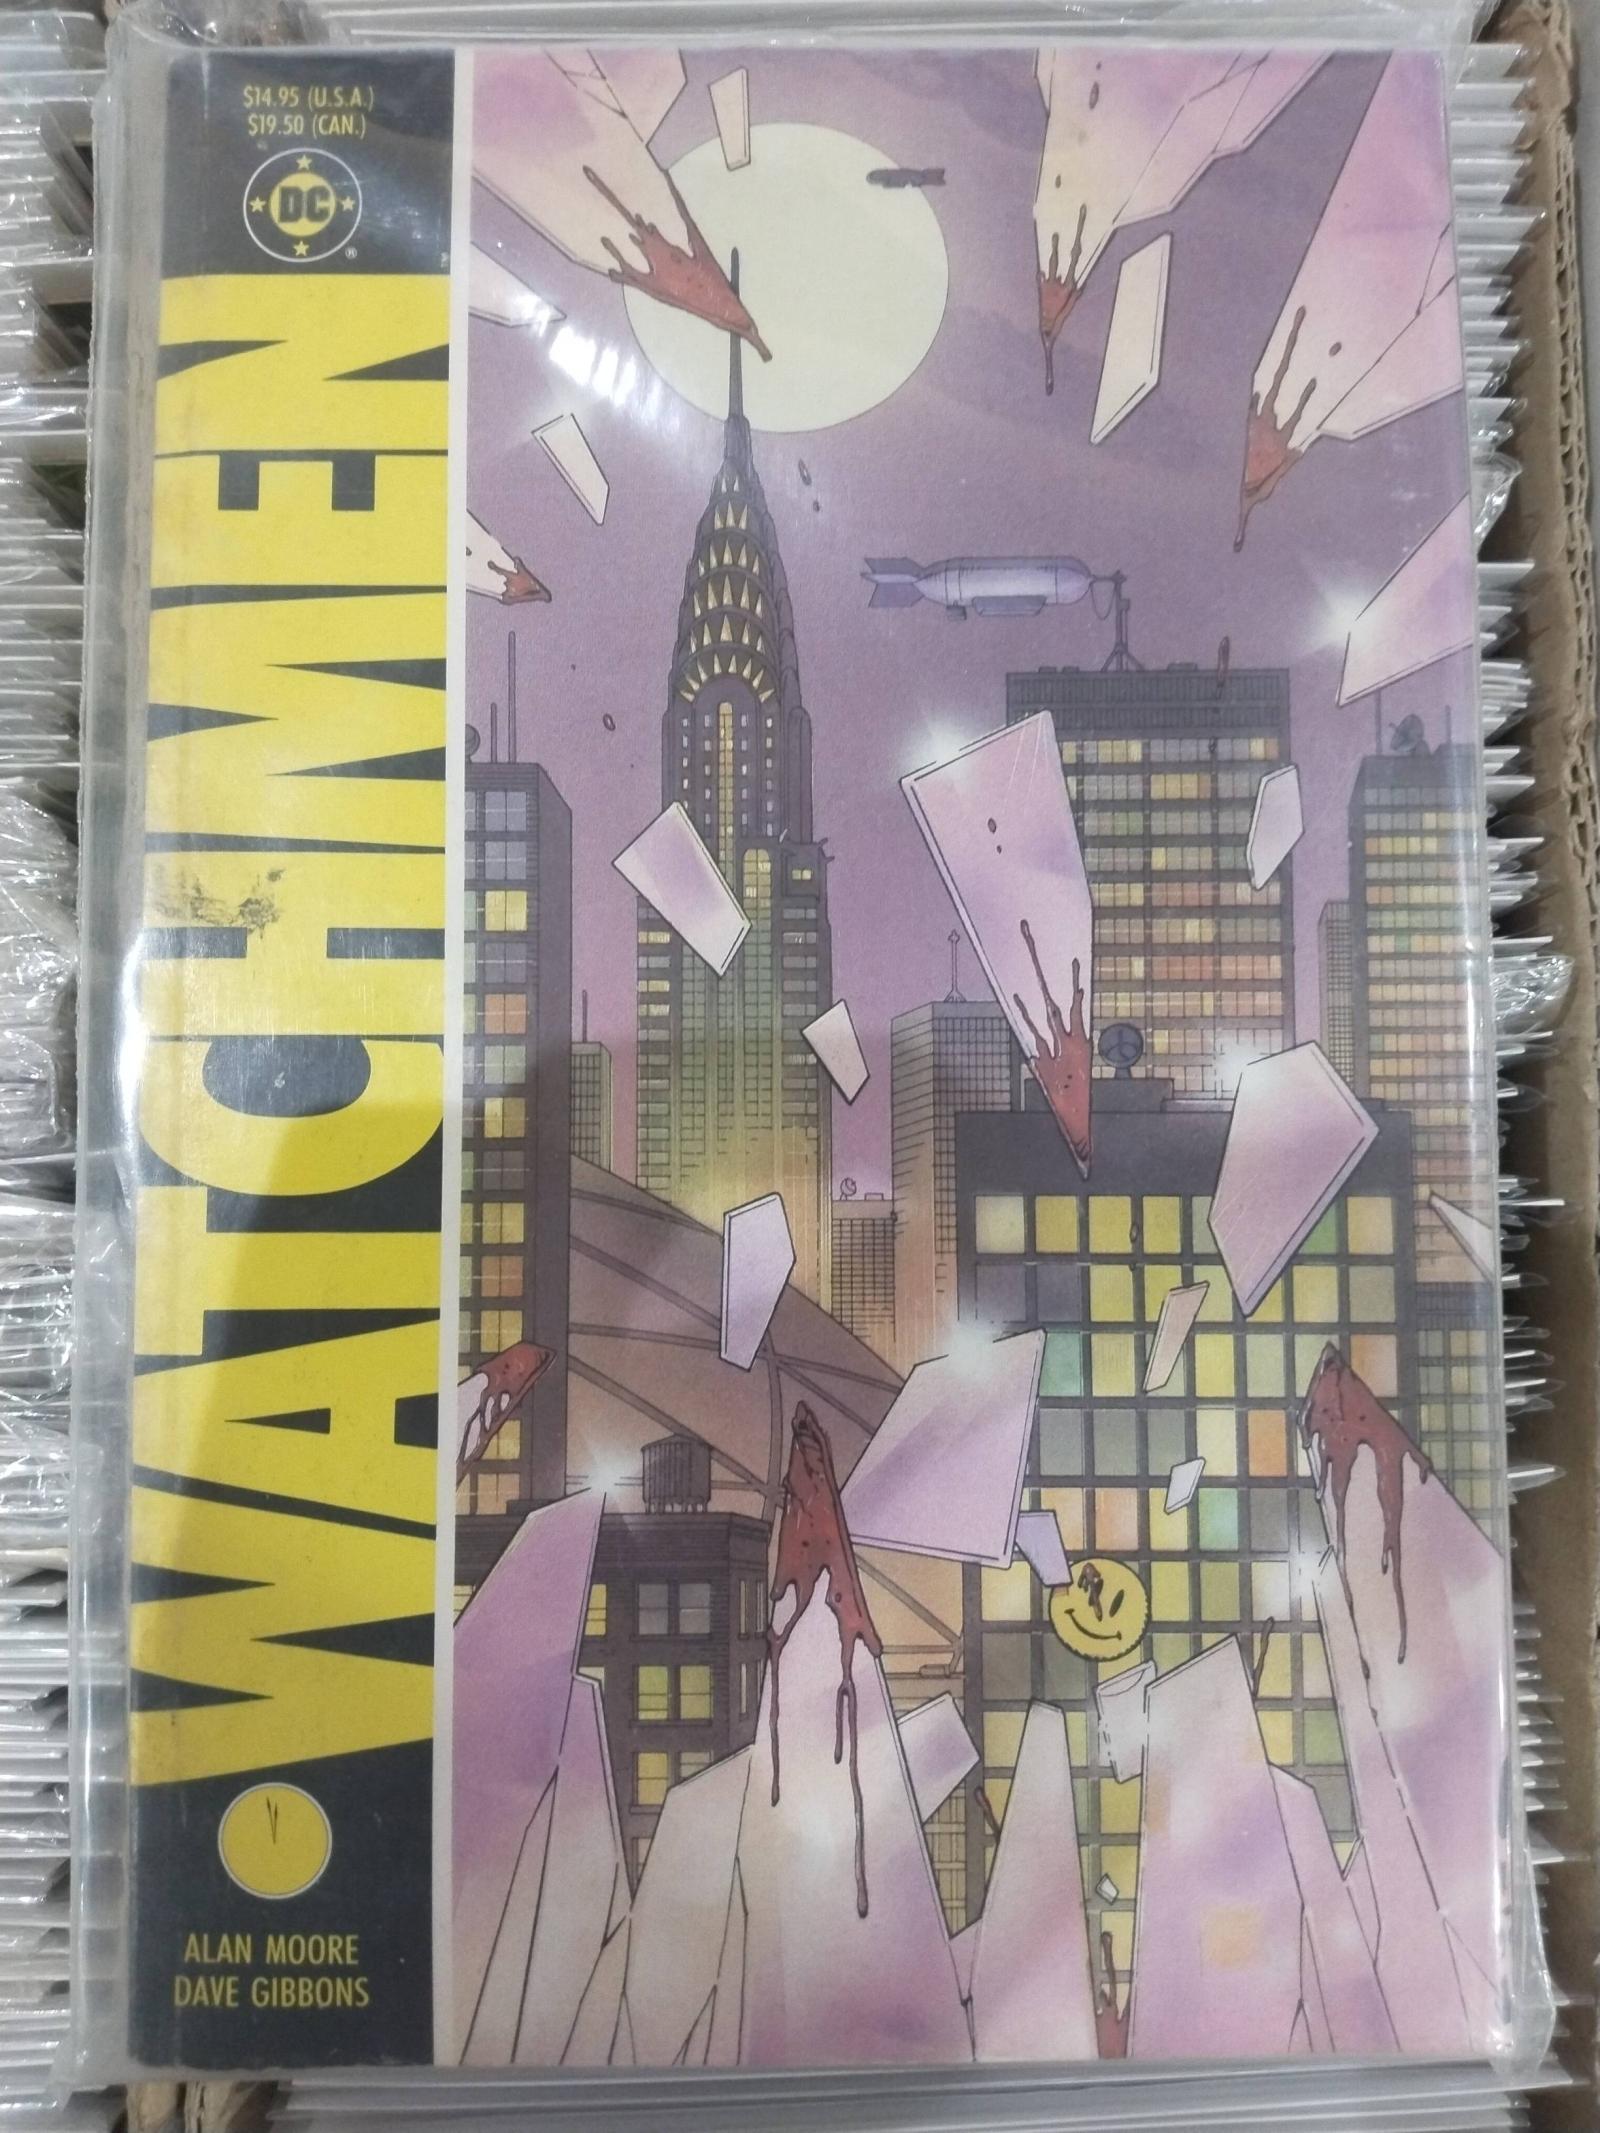 $14.95 (U.S.A.)
$19.50 (CAN.)
DC
®
WATCHMEN
ALAN MOORE
DAVE GIBBONS